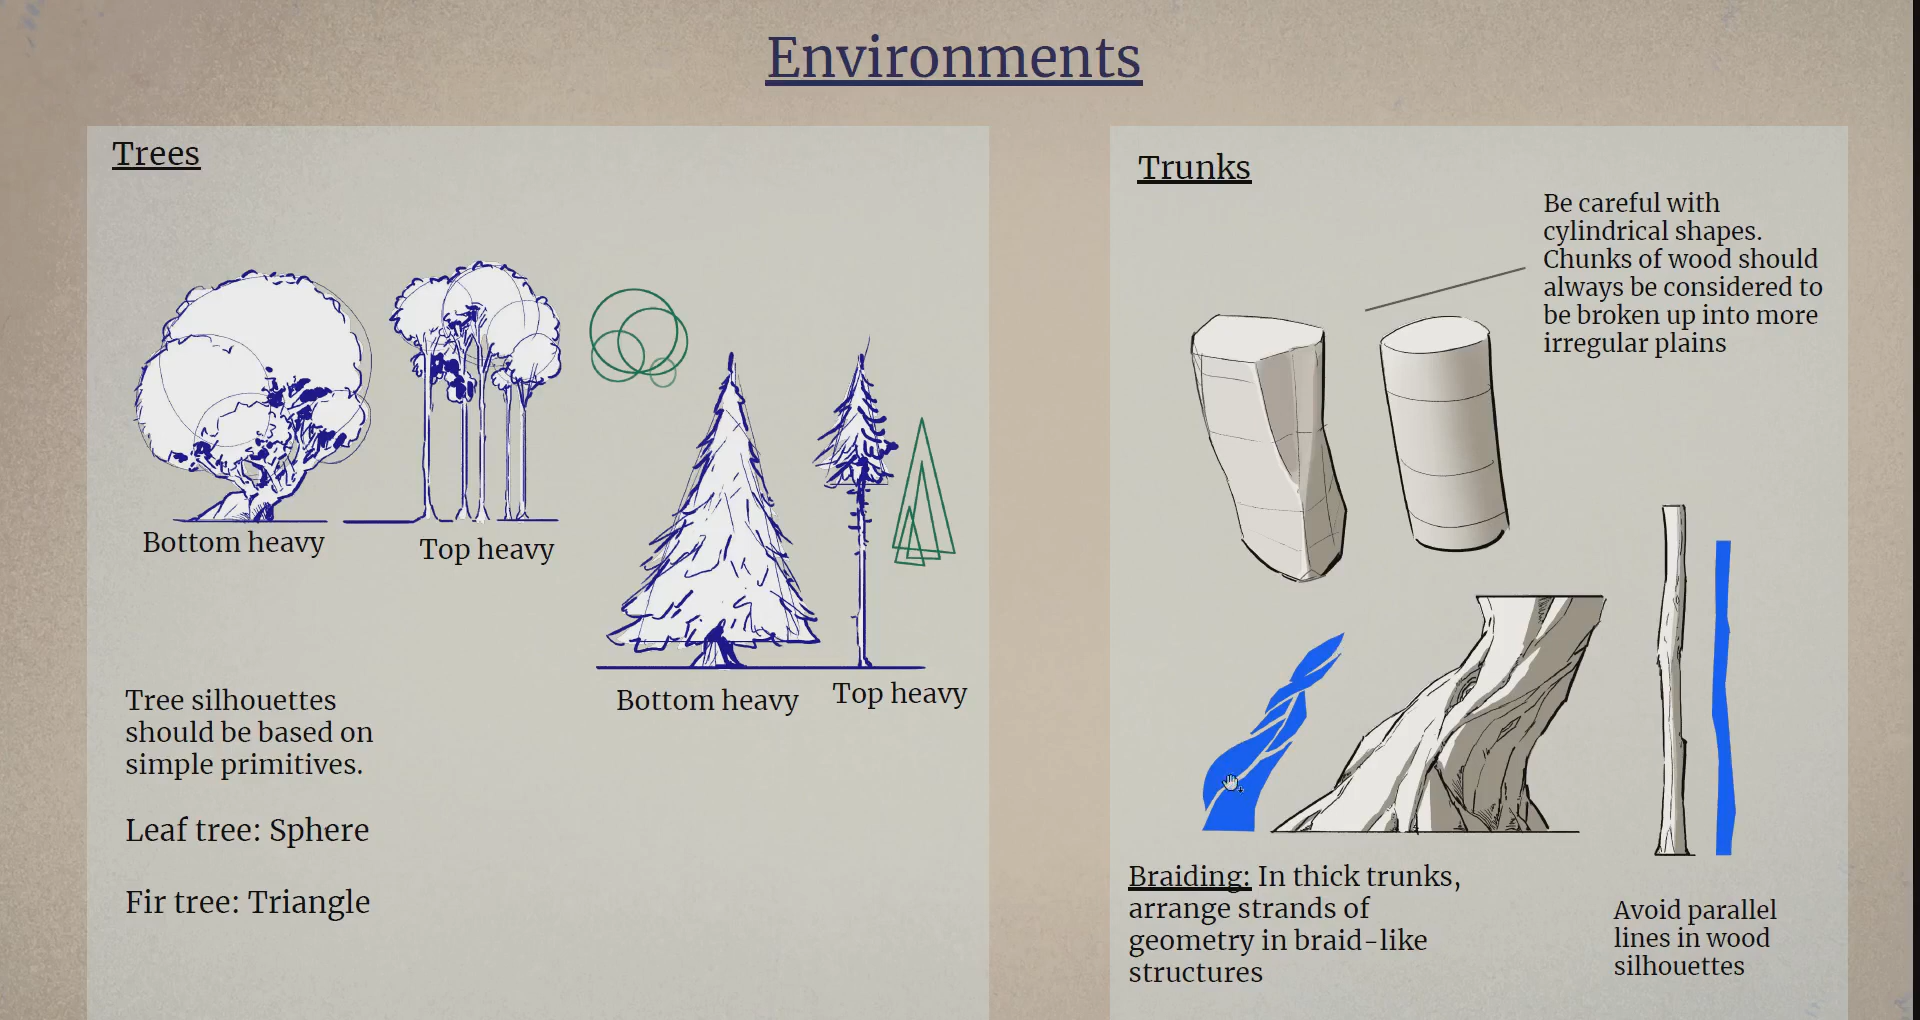 Environments
Trees
Bottom heavy
Top heavy
Bottom heavy
Top heavy
Tree silhouettes
should be based on
simple primitives.
Leaf tree: Sphere
Fir tree: Triangle
Trunks
Be careful with
cylindrical shapes.
Chunks of wood should
always be considered to
be broken up into more
irregular plains
Braiding: In thick trunks,
arrange strands of
geometry in braid-like
structures
Avoid parallel
lines in wood
silhouettes